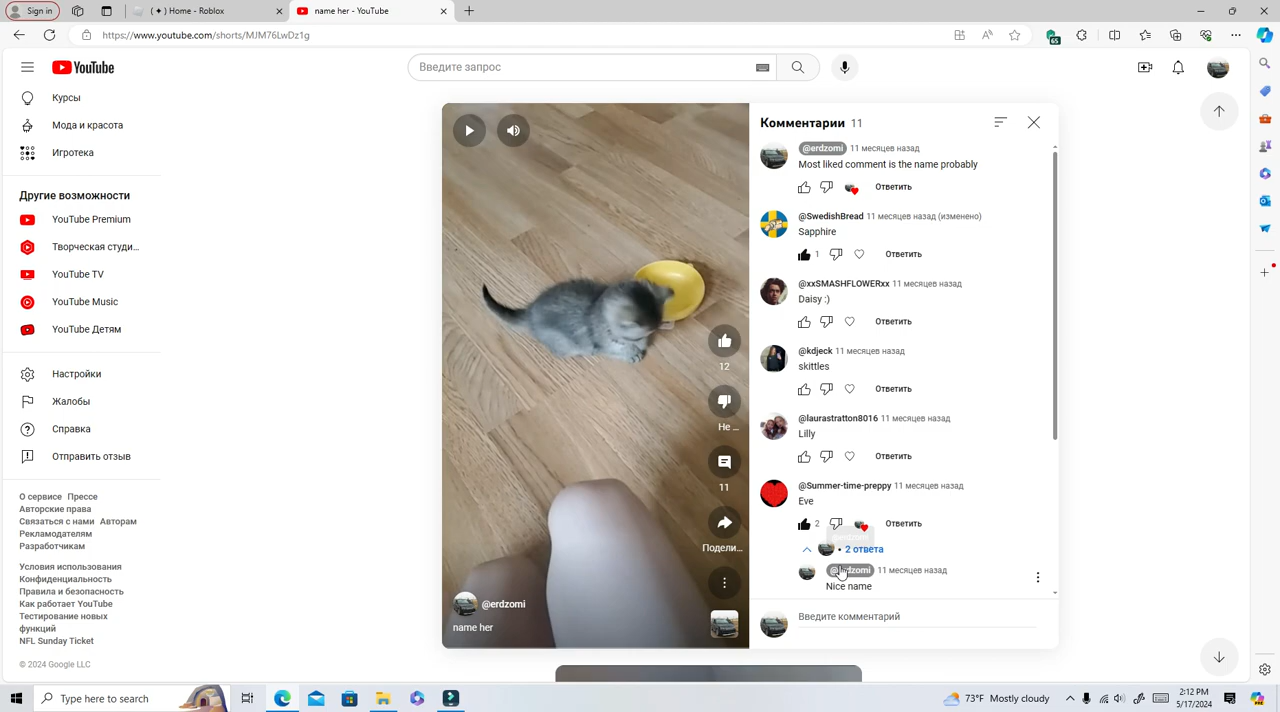 Sign in
( ✦ ) Home - Roblox
name her - YouTube
https://www.youtube.com/shorts/MJM76LwDz1g
65
YouTube
Введите запрос
Курсы
Мода и красота
Игротека
Другие возможности
YouTube Premium
Творческая студи...
YouTube TV
YouTube Music
YouTube Детям
Настройки
Жалобы
Справка
Отправить отзыв
О сервисе Прессе
Авторские права
Связаться с нами Авторам
Рекламодателям
Разработчикам
Условия использования
Конфиденциальность
Правила и безопасность
Как работает YouTube
Тестирование новых
функций
NFL Sunday Ticket
© 2024 Google LLC
12
Не ...
11
Подели...
@erdzomi
name her
Комментарии 11
@erdzomi 11 месяцев назад
Most liked comment is the name probably
Ответить
@SwedishBread 11 месяцев назад (изменено)
Sapphire
1 Ответить
@xxSMASHFLOWERxx 11 месяцев назад
Daisy :)
Ответить
@kdjeck 11 месяцев назад
skittles
Ответить
@laurastratton8016 11 месяцев назад
Lilly
Ответить
@Summer-time-preppy 11 месяцев назад
Eve
2 Ответить
@erdzomi
• 2 ответа
@erdzomi 11 месяцев назад
Nice name
Введите комментарий
Type here to search
73°F Mostly cloudy
2:12 PM
5/17/2024